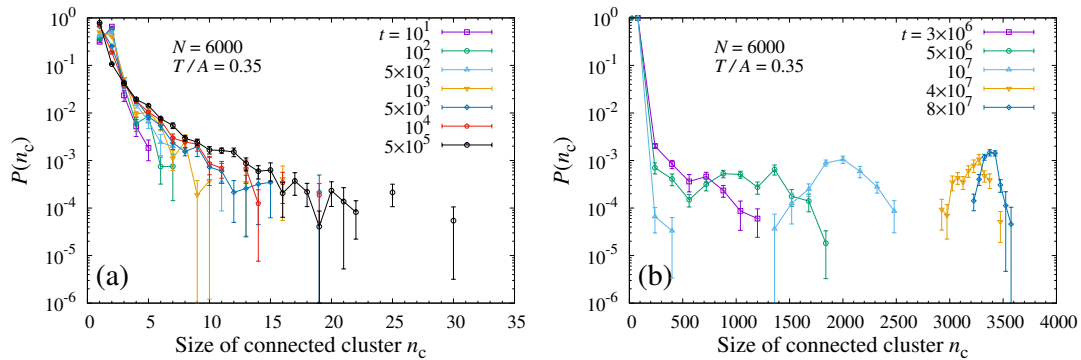 10⁰
10⁻¹
10⁻²
10⁻³
10⁻⁴
10⁻⁵
10⁻⁶
P(n_c)
N = 6000
T/A = 0.35
t = 10¹
10²
5×10²
10³
5×10³
10⁴
5×10⁵
(a)
0 5 10 15 20 25 30 35
Size of connected cluster n_c
10⁰
10⁻¹
10⁻²
10⁻³
10⁻⁴
10⁻⁵
10⁻⁶
P(n_c)
N = 6000
T/A = 0.35
t = 3×10⁶
5×10⁶
10⁷
4×10⁷
8×10⁷
(b)
0 500 1000 1500 2000 2500 3000 3500 4000
Size of connected cluster n_c